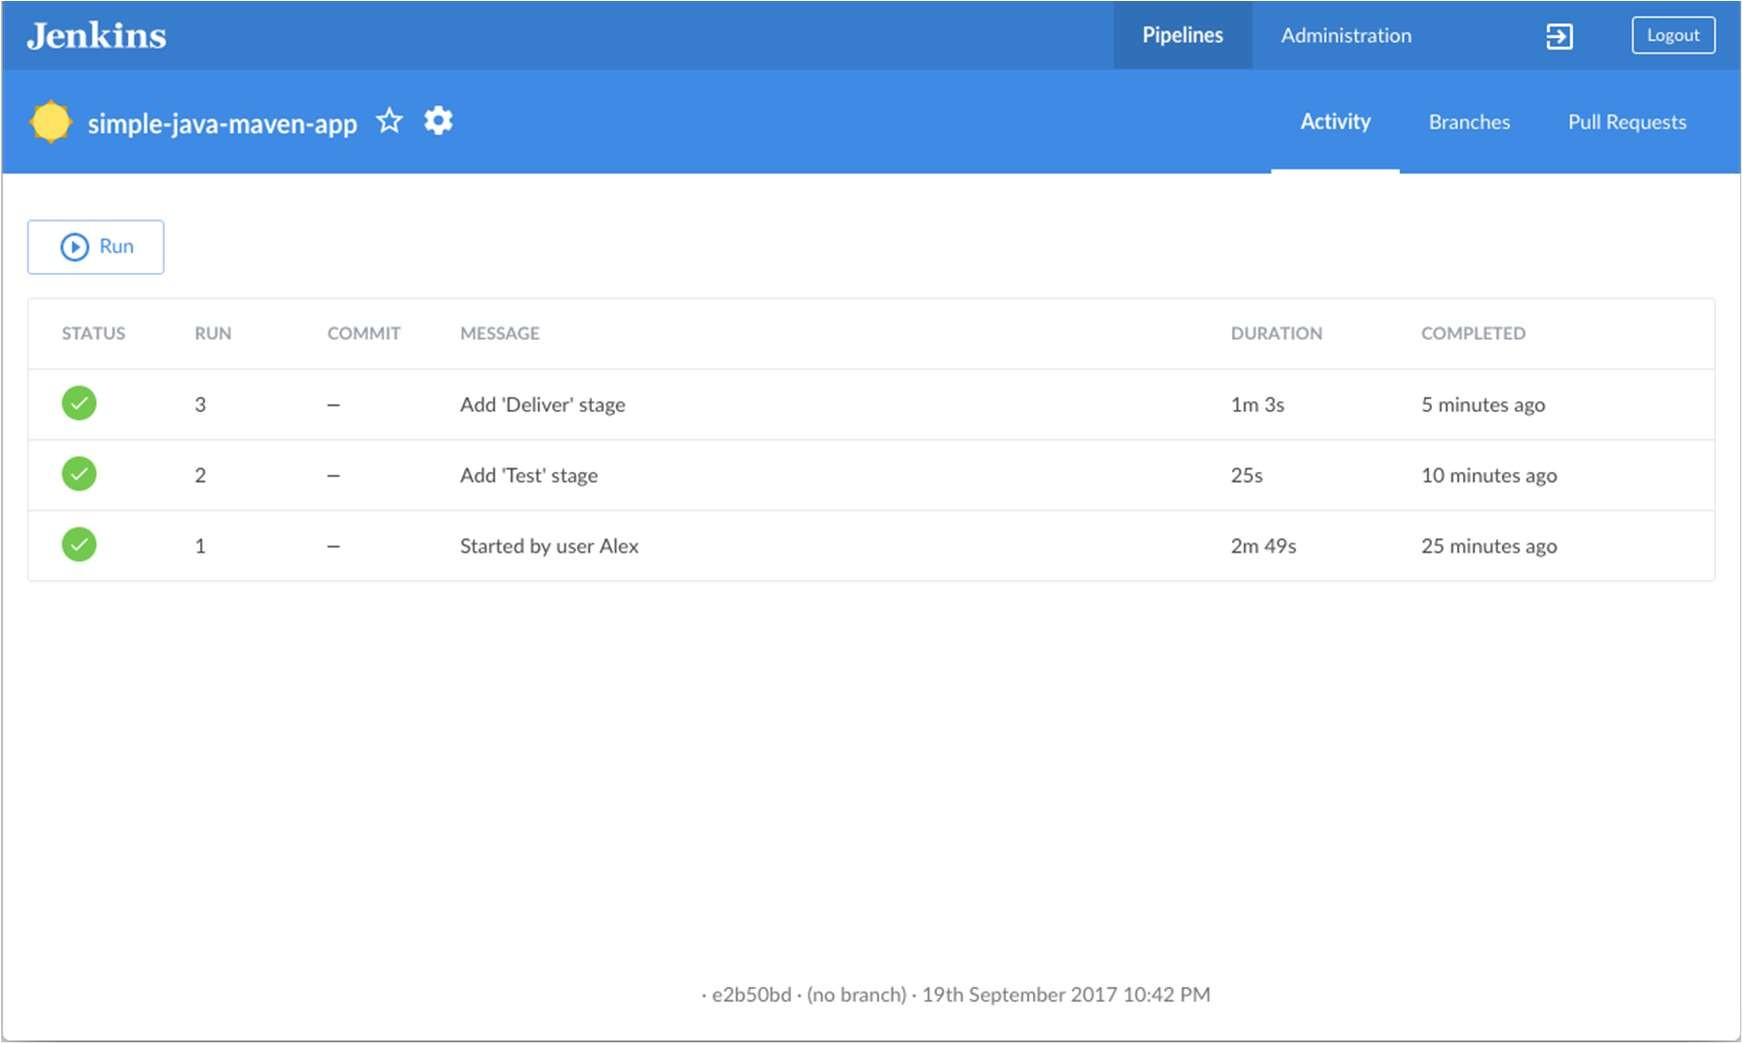 Jenkins Pipelines Administration Logout
simple-java-maven-app Activity Branches Pull Requests
Run
STATUS RUN COMMIT MESSAGE DURATION COMPLETED
3 – Add 'Deliver' stage 1m 3s 5 minutes ago
2 – Add 'Test' stage 25s 10 minutes ago
1 – Started by user Alex 2m 49s 25 minutes ago
· e2b50bd · (no branch) · 19th September 2017 10:42 PM